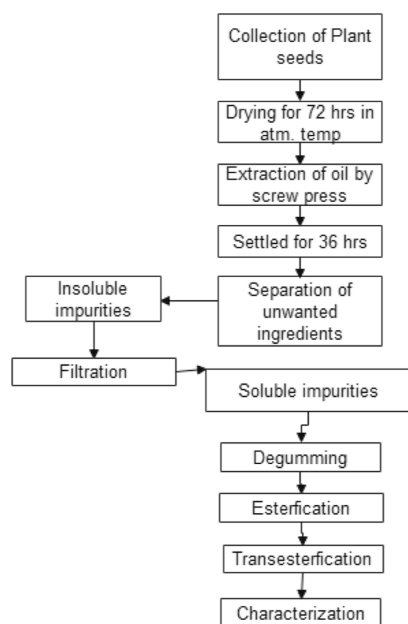 Collection of Plant
seeds
Drying for 72 hrs in
atm. temp
Extraction of oil by
screw press
Settled for 36 hrs
Separation of
unwanted
ingredients
Insoluble
impurities
Filtration
Soluble impurities
Degumming
Esterfication
Transesterfication
Characterization